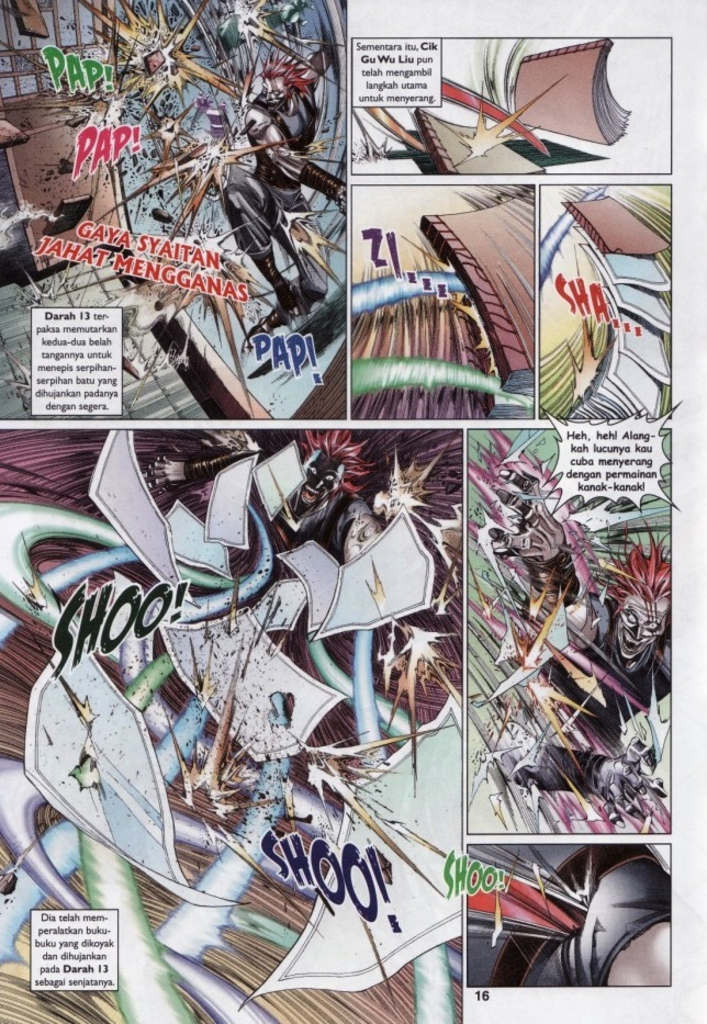 PAP!
PAP!
GAYA SYAITAN
JAHAT MENGGANAS
Darah 13 ter-
paksa memutarkan
kedua-dua belah
tangannya untuk
menepis serpihan-
serpihan batu yang
dihujankan padanya
dengan segera.
PAP!
Sementara itu, Cik
Gu Wu Liu pun
telah mengambil
langkah utama
untuk menyerang.
ZI...
SHA...
SHOO!
SHOO!
Dia telah mem-
peralatkan buku-
buku yang dikoyak
dan dihujankan
pada Darah 13
sebagai senjatanya.
Heh, heh! Alang-
kah lucunya kau
cuba menyerang
dengan permainan
kanak-kanak!
SHOO!
16